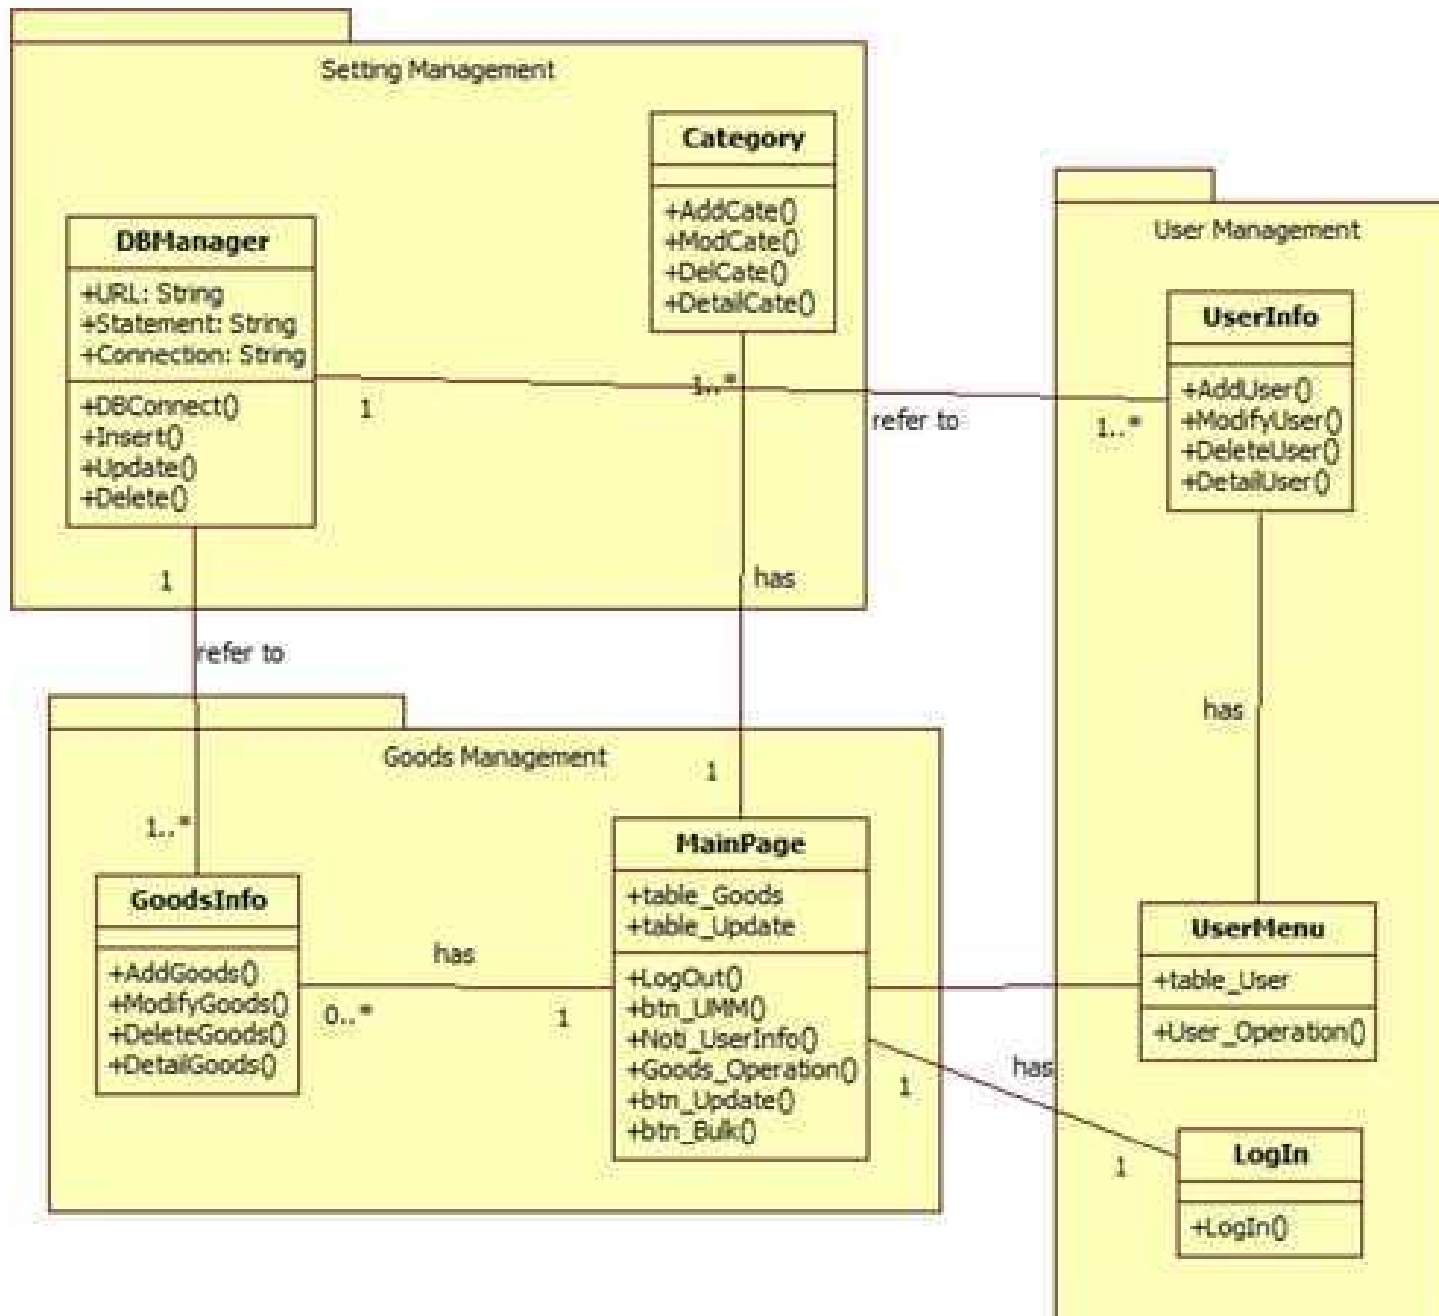 Setting Management
Category
+AddCate()
+ModCate()
+DelCate()
+DetailCate()
DBManager
+URL: String
+Statement: String
+Connection: String
+DBConnect()
+Insert()
+Update()
+Delete()
User Management
UserInfo
+AddUser()
+ModifyUser()
+DeleteUser()
+DetailUser()
1
1..*
refer to
1..*
1
has
refer to
has
Goods Management
1
1..*
MainPage
+table_Goods
+table_Update
+LogOut()
+btn_UMM()
+Noti_UserInfo()
+Goods_Operation()
+btn_Update()
+btn_Bulk()
GoodsInfo
+AddGoods()
+ModifyGoods()
+DeleteGoods()
+DetailGoods()
has
0..*
1
UserMenu
+table_User
+User_Operation()
has
1
1
LogIn
+LogIn()